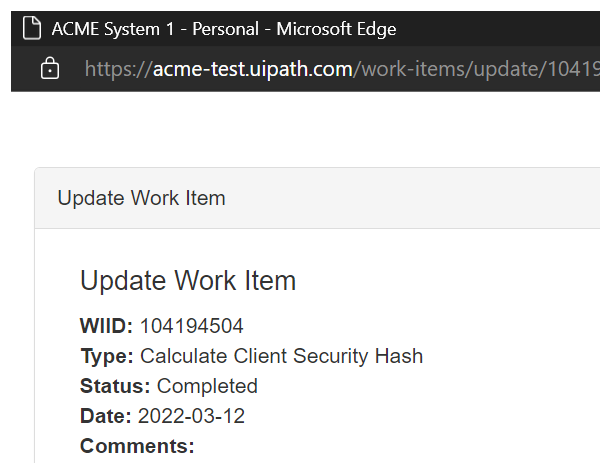 ACME System 1 - Personal - Microsoft Edge
https://acme-test.uipath.com/work-items/update/10419
Update Work Item
Update Work Item
WIID: 104194504
Type: Calculate Client Security Hash
Status: Completed
Date: 2022-03-12
Comments: